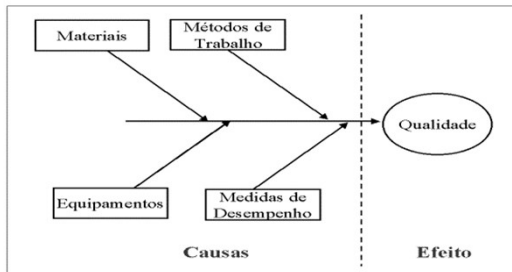 Materiais
Métodos de
Trabalho
Qualidade
Equipamentos
Medidas de
Desempenho
Causas
Efeito